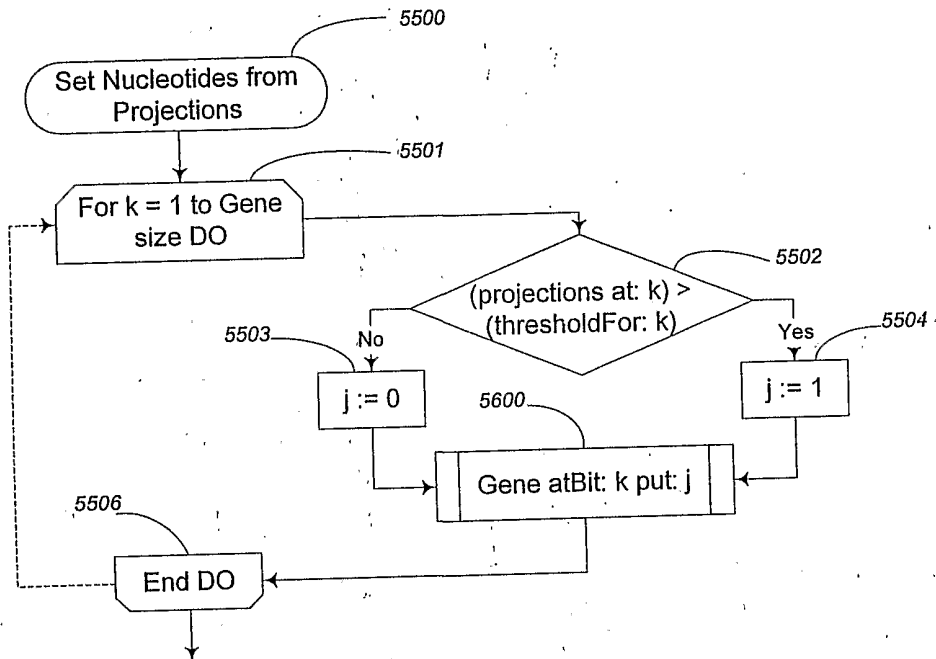 5500
Set Nucleotides from
Projections
5501
For k = 1 to Gene
size DO
5502
(projections at: k) >
(thresholdFor: k)
No
Yes
5503
5504
j := 0
j := 1
5600
Gene atBit: k put: j
5506
End DO